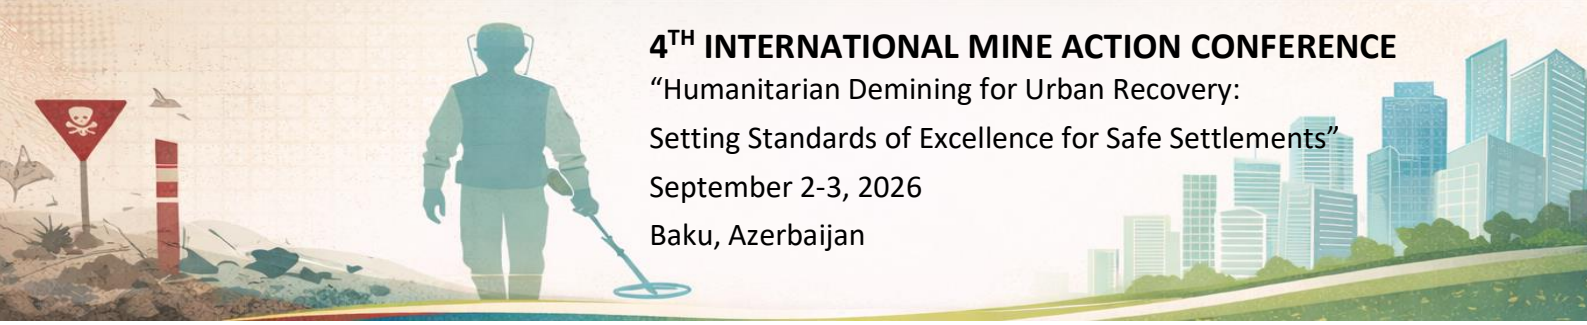 4TH INTERNATIONAL MINE ACTION CONFERENCE
“Humanitarian Demining for Urban Recovery:
Setting Standards of Excellence for Safe Settlements”
September 2-3, 2026
Baku, Azerbaijan